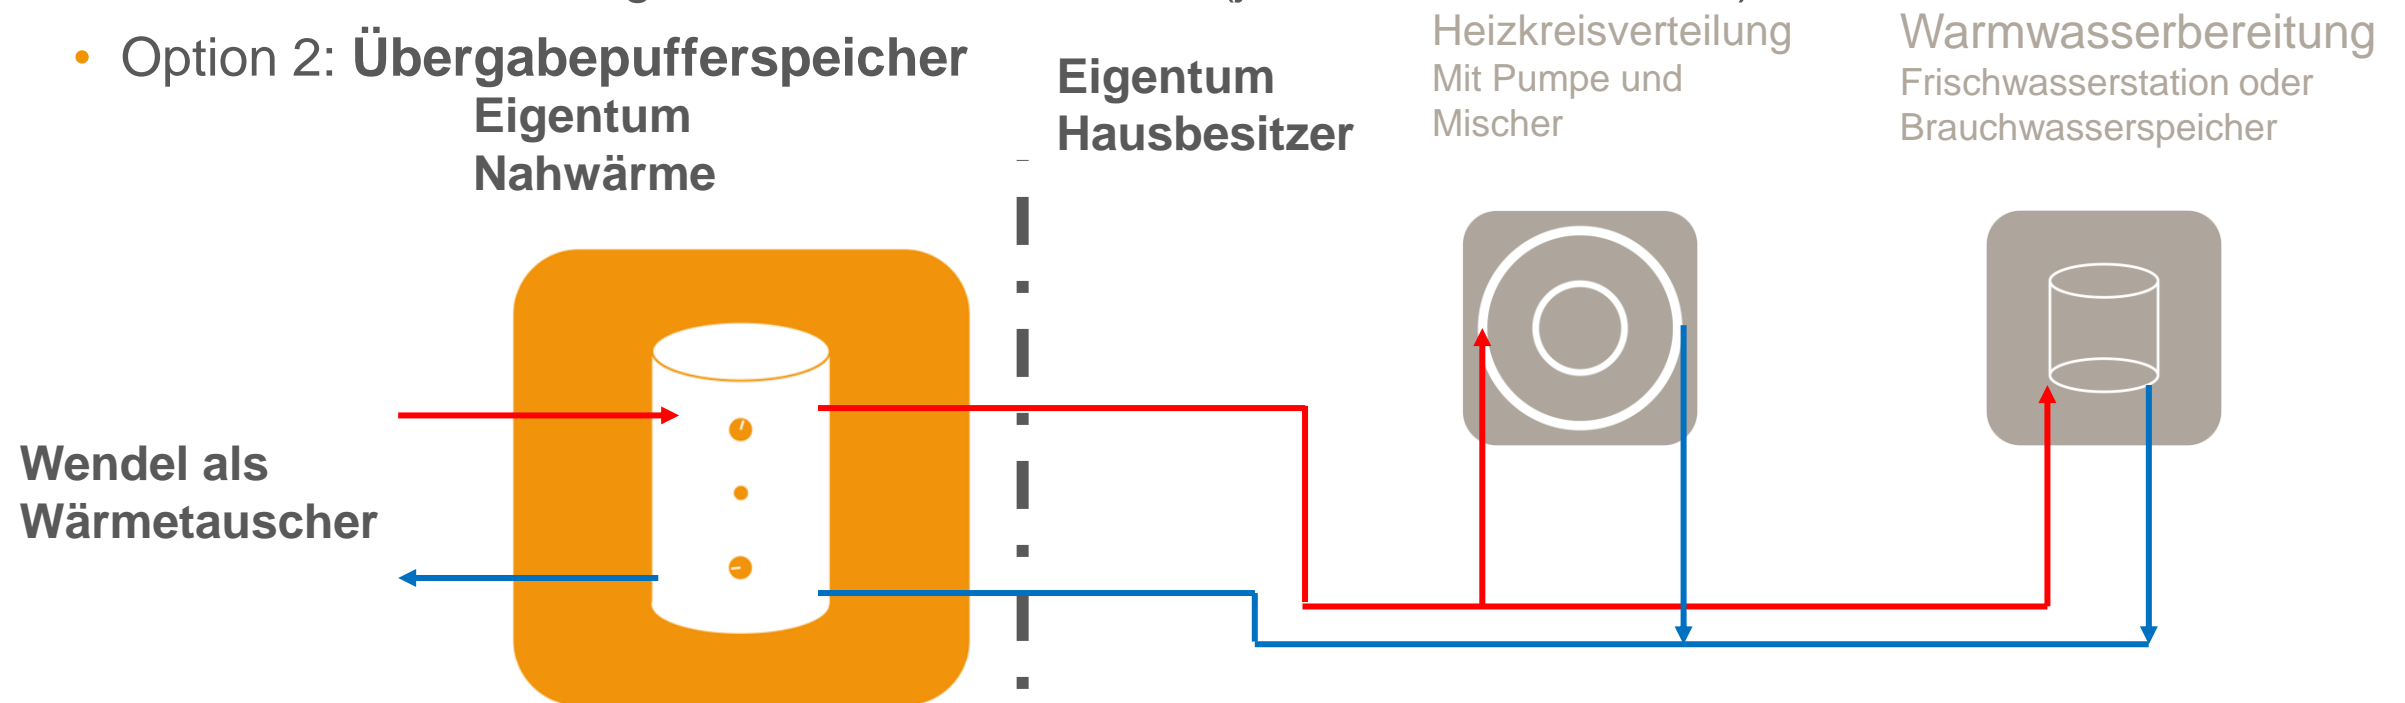 • Option 2: Übergabepufferspeicher
Eigentum
Nahwärme
Eigentum
Hausbesitzer
Heizkreisverteilung
Mit Pumpe und
Mischer
Warmwasserbereitung
Frischwasserstation oder
Brauchwasserspeicher
Wendel als
Wärmetauscher